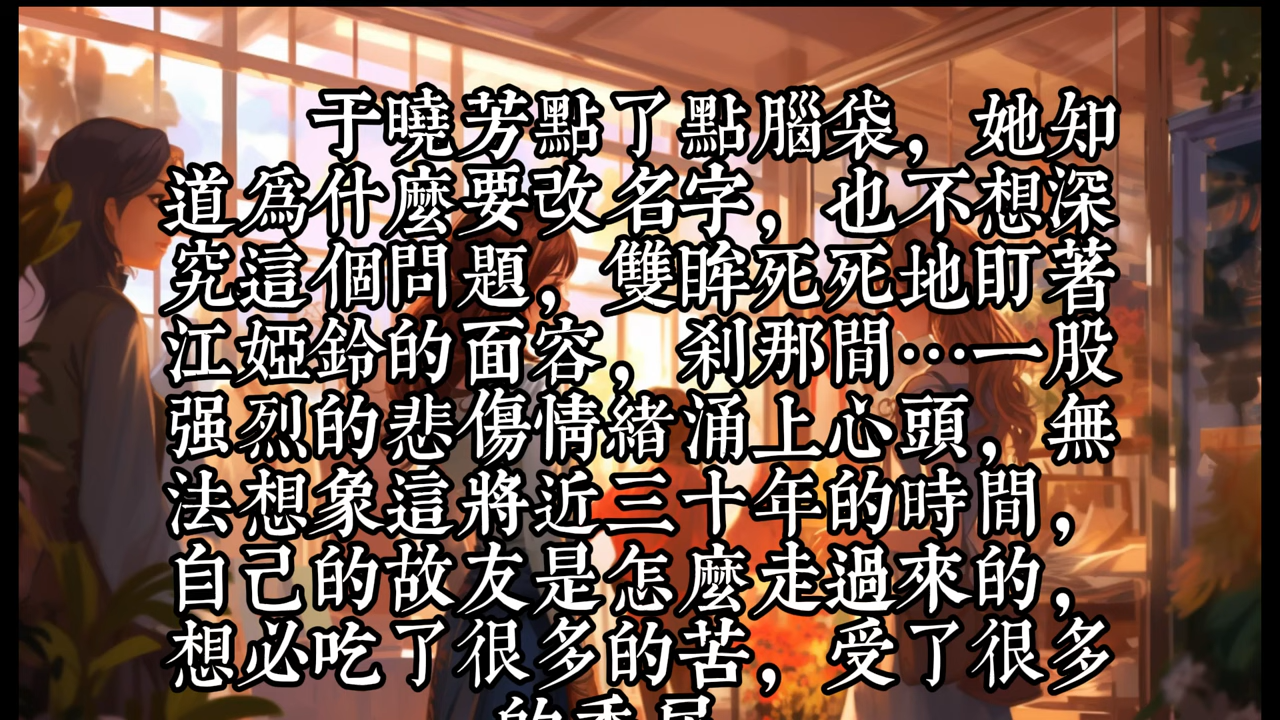 于曉芳點了點腦袋，她知
道爲什麼要改名字，也不想深
究這個問題，雙眸死死地盯著
江婭鈴的面容，刹那間…一股
强烈的悲傷情緒涌上心頭，無
法想象這將近三十年的時間，
自己的故友是怎麼走過來的，
想必吃了很多的苦，受了很多
的